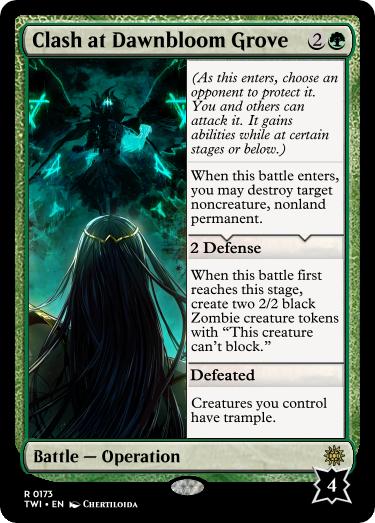 Clash at Dawnbloom Grove 2
(As this enters, choose an
opponent to protect it.
You and others can
attack it. It gains
abilities while at certain
stages or below.)
When this battle enters,
you may destroy target
noncreature, nonland
permanent.
2 Defense
When this battle first
reaches this stage,
create two 2/2 black
Zombie creature tokens
with “This creature
can’t block.”
Defeated
Creatures you control
have trample.
Battle — Operation
4
R 0173
TWI • EN Chertiloida